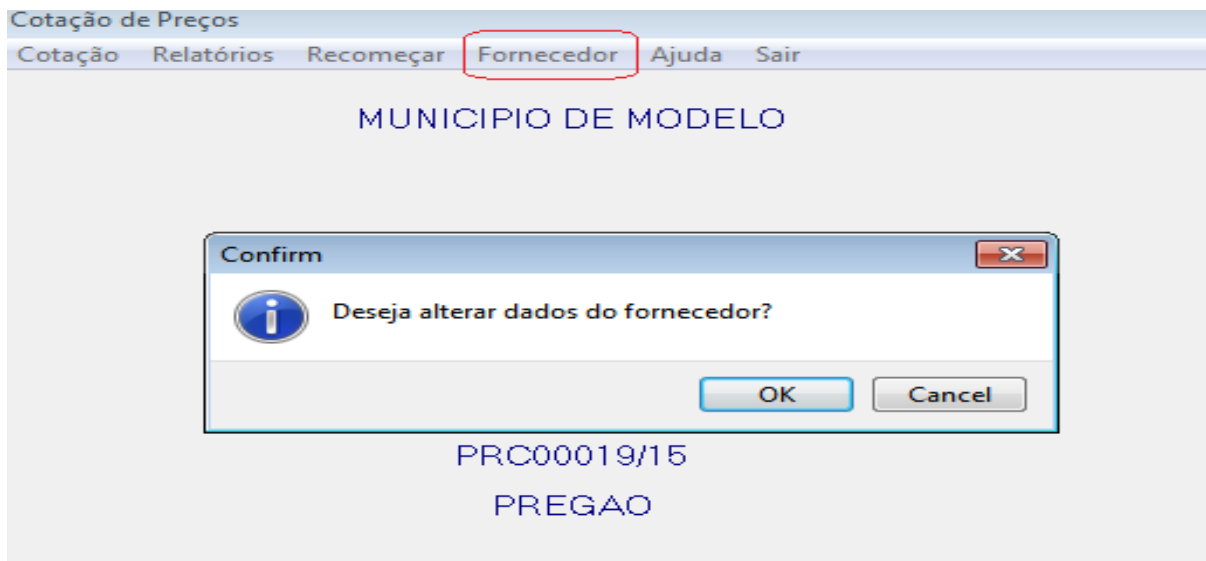 Cotação de Preços
Cotação Relatórios Recomeçar Fornecedor Ajuda Sair
MUNICIPIO DE MODELO
Confirm
Deseja alterar dados do fornecedor?
OK Cancel
PRC00019/15
PREGAO